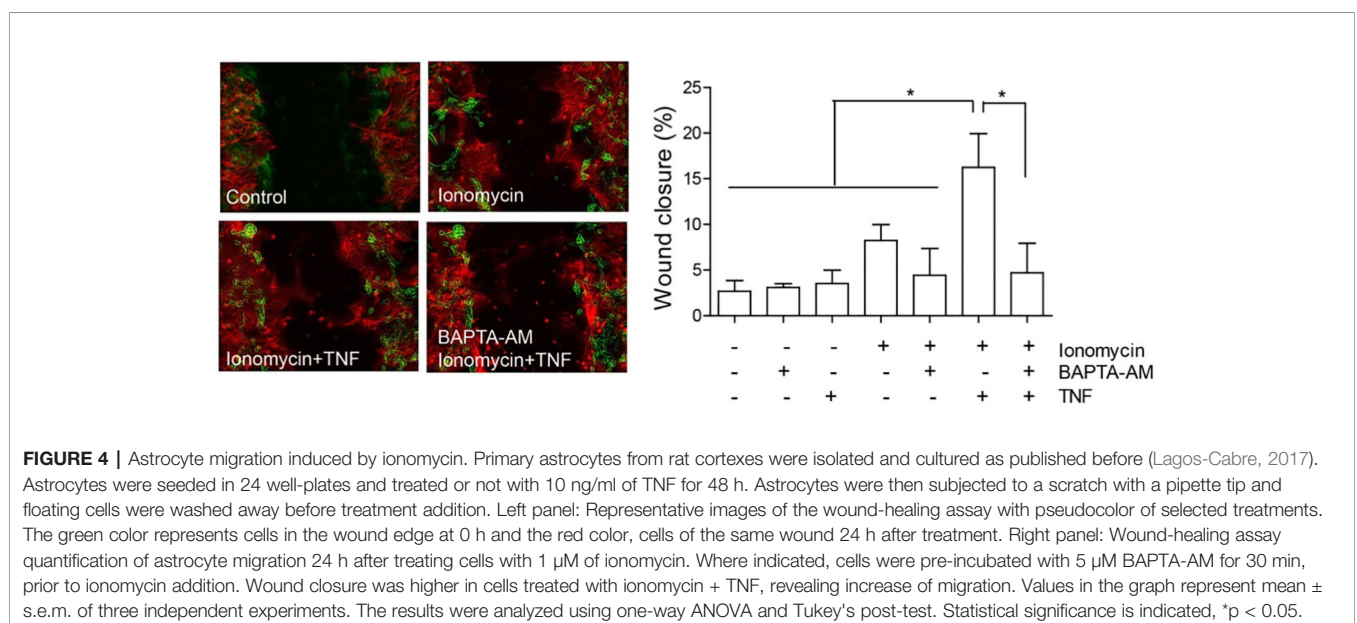 Control
Ionomycin
Ionomycin+TNF
BAPTA-AM
Ionomycin+TNF
Wound closure (%)
25
20
15
10
5
0
*
*
- - - + + + + Ionomycin
- + - - + - + BAPTA-AM
- - + - - + + TNF
FIGURE 4 | Astrocyte migration induced by ionomycin. Primary astrocytes from rat cortexes were isolated and cultured as published before (Lagos-Cabre, 2017).
Astrocytes were seeded in 24 well-plates and treated or not with 10 ng/ml of TNF for 48 h. Astrocytes were then subjected to a scratch with a pipette tip and
floating cells were washed away before treatment addition. Left panel: Representative images of the wound-healing assay with pseudocolor of selected treatments.
The green color represents cells in the wound edge at 0 h and the red color, cells of the same wound 24 h after treatment. Right panel: Wound-healing assay
quantification of astrocyte migration 24 h after treating cells with 1 µM of ionomycin. Where indicated, cells were pre-incubated with 5 µM BAPTA-AM for 30 min,
prior to ionomycin addition. Wound closure was higher in cells treated with ionomycin + TNF, revealing increase of migration. Values in the graph represent mean ±
s.e.m. of three independent experiments. The results were analyzed using one-way ANOVA and Tukey's post-test. Statistical significance is indicated, *p < 0.05.